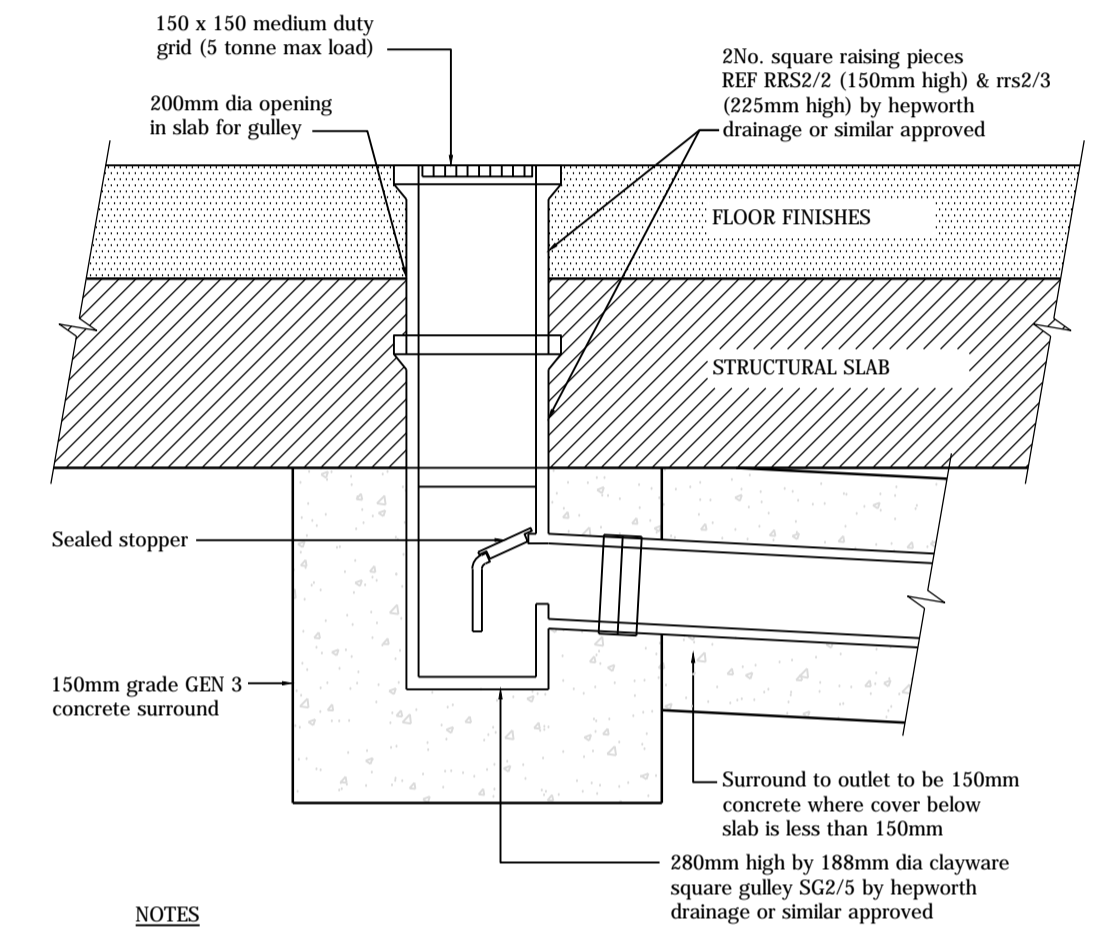 150 x 150 medium duty
grid (5 tonne max load)
200mm dia opening
in slab for gulley
2No. square raising pieces
REF RRS2/2 (150mm high) & rrs2/3
(225mm high) by hepworth
drainage or similar approved
FLOOR FINISHES
STRUCTURAL SLAB
Sealed stopper
150mm grade GEN 3
concrete surround
Surround to outlet to be 150mm
concrete where cover below
slab is less than 150mm
280mm high by 188mm dia clayware
square gulley SG2/5 by hepworth
drainage or similar approved
NOTES